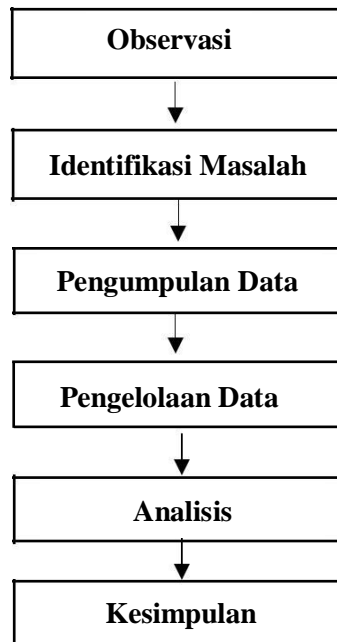 Observasi
Identifikasi Masalah
Pengumpulan Data
Pengelolaan Data
Analisis
Kesimpulan